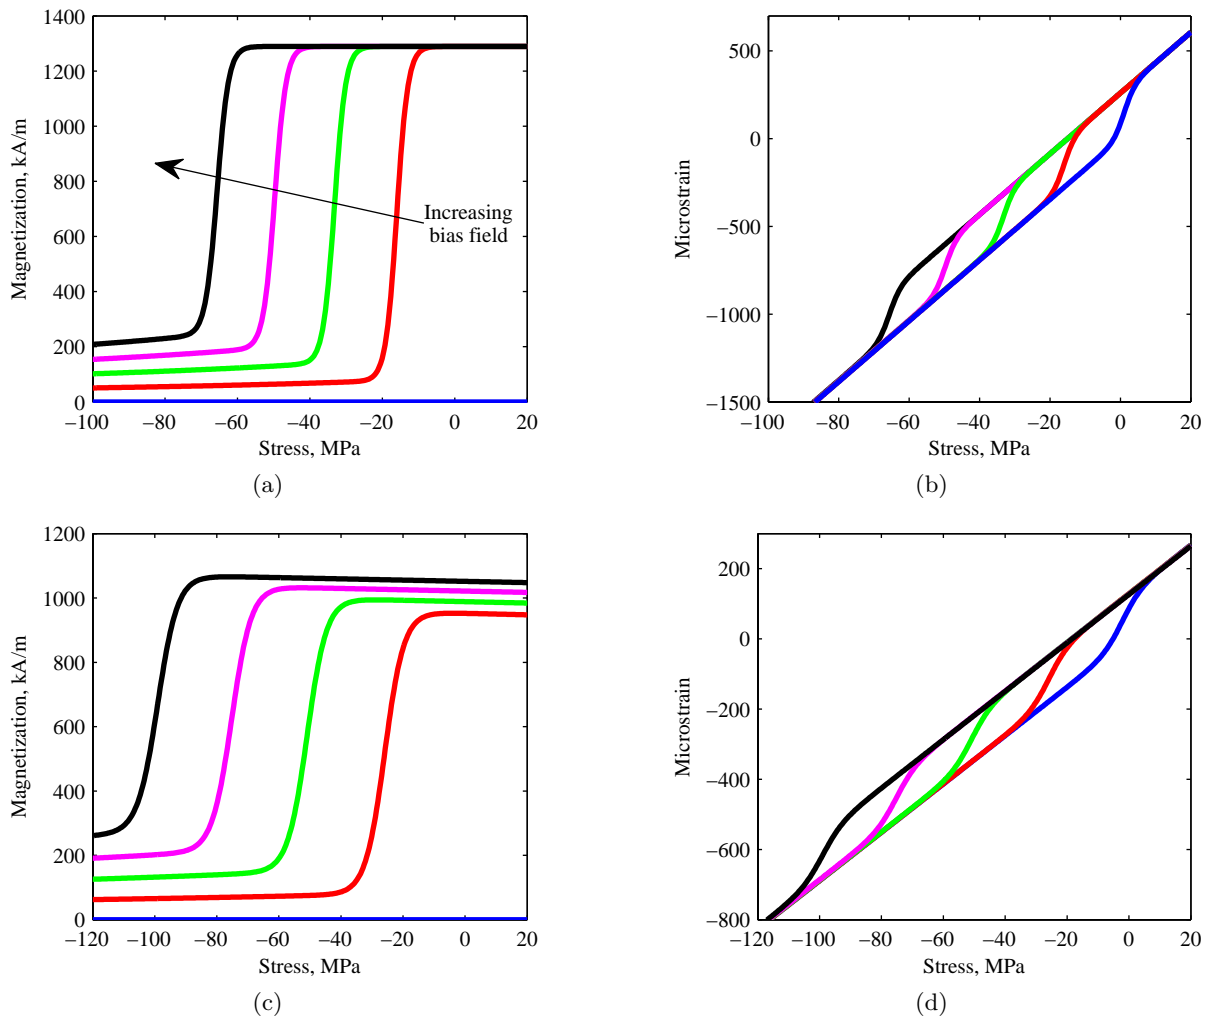 1400
1200
1000
800
600
400
200
0
Magnetization, kA/m
Increasing
bias field
−100 −80 −60 −40 −20 0 20
Stress, MPa
(a)
500
0
−500
−1000
−1500
Microstrain
−100 −80 −60 −40 −20 0 20
Stress, MPa
(b)
1200
1000
800
600
400
200
0
Magnetization, kA/m
−120 −100 −80 −60 −40 −20 0 20
Stress, MPa
(c)
200
0
−200
−400
−600
−800
Microstrain
−120 −100 −80 −60 −40 −20 0 20
Stress, MPa
(d)